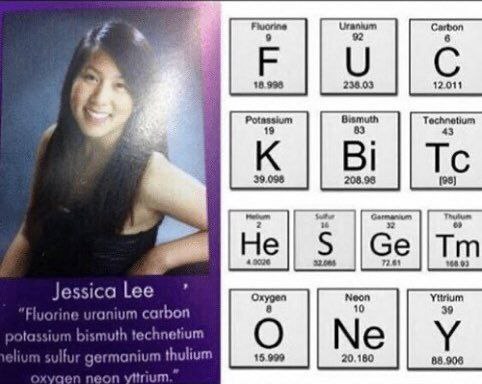 Jessica Lee
"Fluorine uranium carbon
potassium bismuth technetium
helium sulfur germanium thulium
oxygen neon yttrium."
Fluorine Uranium Carbon
9 92 6
F U C
18.998 238.03 12.011
Potassium Bismuth Technetium
19 83 43
K Bi Tc
39.098 208.98 [98]
Helium Sulfur Germanium Thulium
2 16 32 69
He S Ge Tm
4.0026 32.065 72.61 168.93
Oxygen Neon Yttrium
8 10 39
O Ne Y
15.999 20.180 88.906